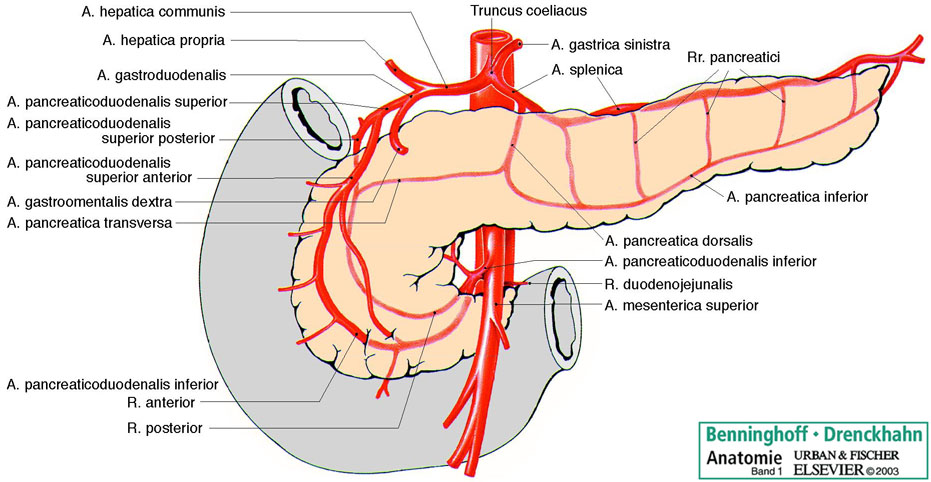 A. hepatica communis
A. hepatica propria
A. gastroduodenalis
A. pancreaticoduodenalis superior
A. pancreaticoduodenalis
superior posterior
A. pancreaticoduodenalis
superior anterior
A. gastroomentalis dextra
A. pancreatica transversa
A. pancreaticoduodenalis inferior
R. anterior
R. posterior
Truncus coeliacus
A. gastrica sinistra
A. splenica
Rr. pancreatici
A. pancreatica inferior
A. pancreatica dorsalis
A. pancreaticoduodenalis inferior
R. duodenojejunalis
A. mesenterica superior
Benninghoff · Drenckhahn
Anatomie URBAN & FISCHER
Band 1 ELSEVIER © 2003